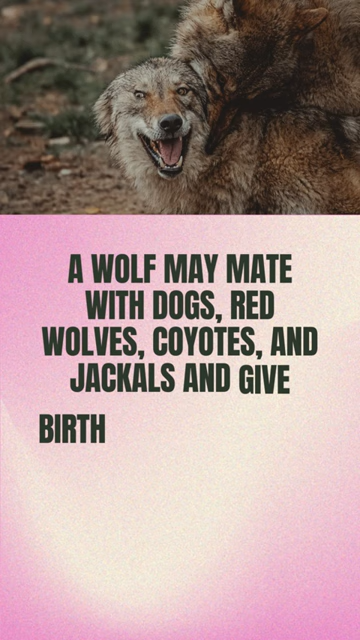 A WOLF MAY MATE
WITH DOGS, RED
WOLVES, COYOTES, AND
JACKALS AND GIVE
BIRTH